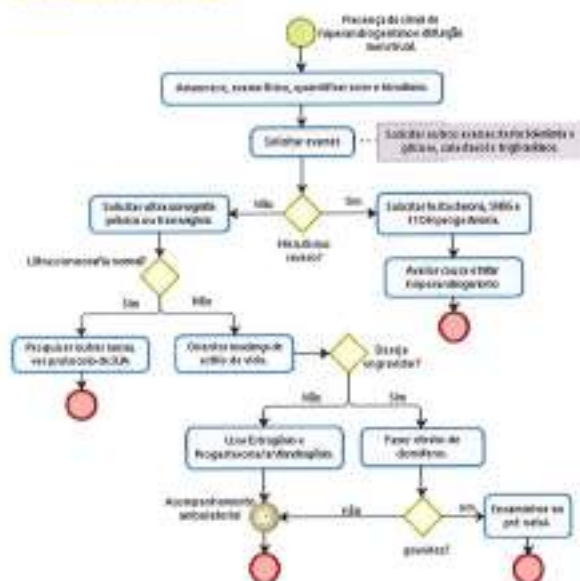 Presença de sinais de
hiperandrogenismo e disfunção
menstrual.
Anamnese, exame físico, quantificar acne e hirsutismo.
Solicitar exames
Solicitar outros exames: teste tolerância a
glicose, colesterol e triglicerídeos.
Solicitar ultrassonografia
pélvica ou transvaginal
Não
Sim
Hirsutismo
severo?
Solicitar testosterona, SHBG e
17 OH progesterona.
Avaliar causa e tratar
hiperandrogenismo
Ultrassonografia normal?
Sim
Não
Pesquisar outras causas,
ver protocolo de
Orientar mudança de
estilo de vida.
Deseja
engravidar?
Não
Sim
Usar Estrogênio e
Progesterona/antiandrogênio
Fazer citrato de
clomifeno.
Acompanhamento
ambulatorial
não
sim
gravidez?
Encaminhar ao
pré natal